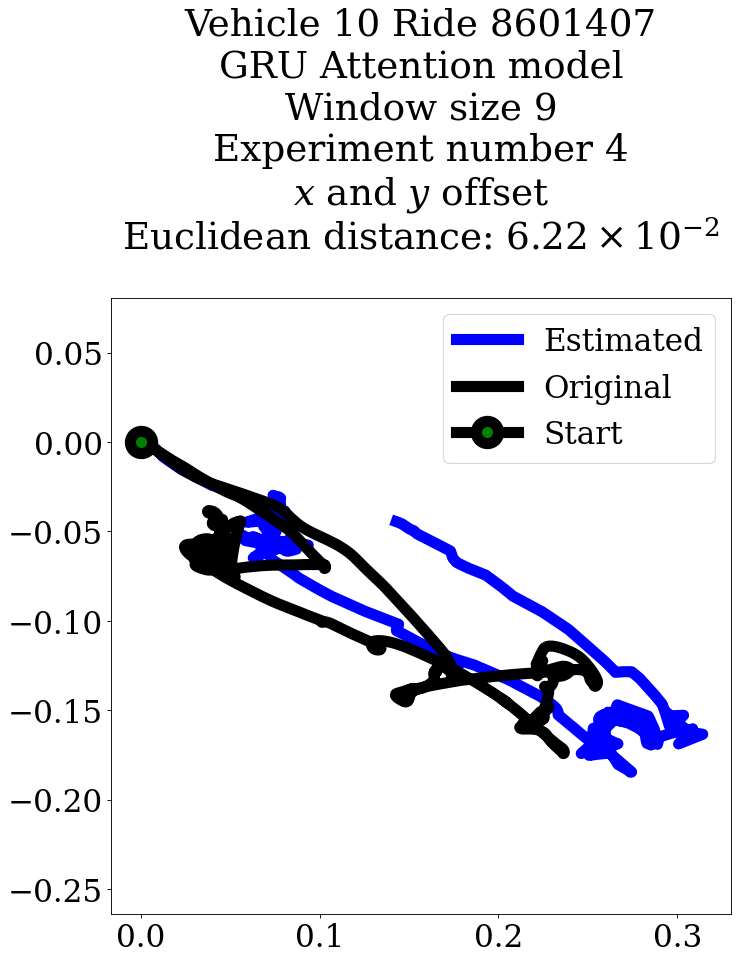 Vehicle 10 Ride 8601407
GRU Attention model
Window size 9
Experiment number 4
x and y offset
Euclidean distance: 6.22 × 10⁻²
Estimated
Original
Start
0.05
0.00
−0.05
−0.10
−0.15
−0.20
−0.25
0.0 0.1 0.2 0.3